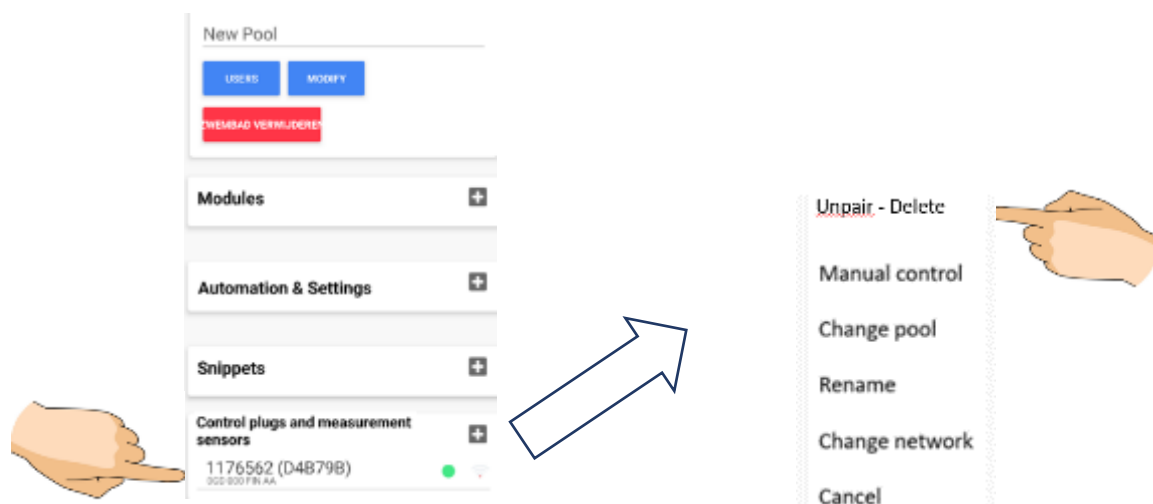 New Pool
USERS
MODIFY
ZWEMBAD VERWIJDEREN
Modules
Automation & Settings
Snippets
Control plugs and measurement
sensors
1176562 (D4B79B)
Unpair - Delete
Manual control
Change pool
Rename
Change network
Cancel